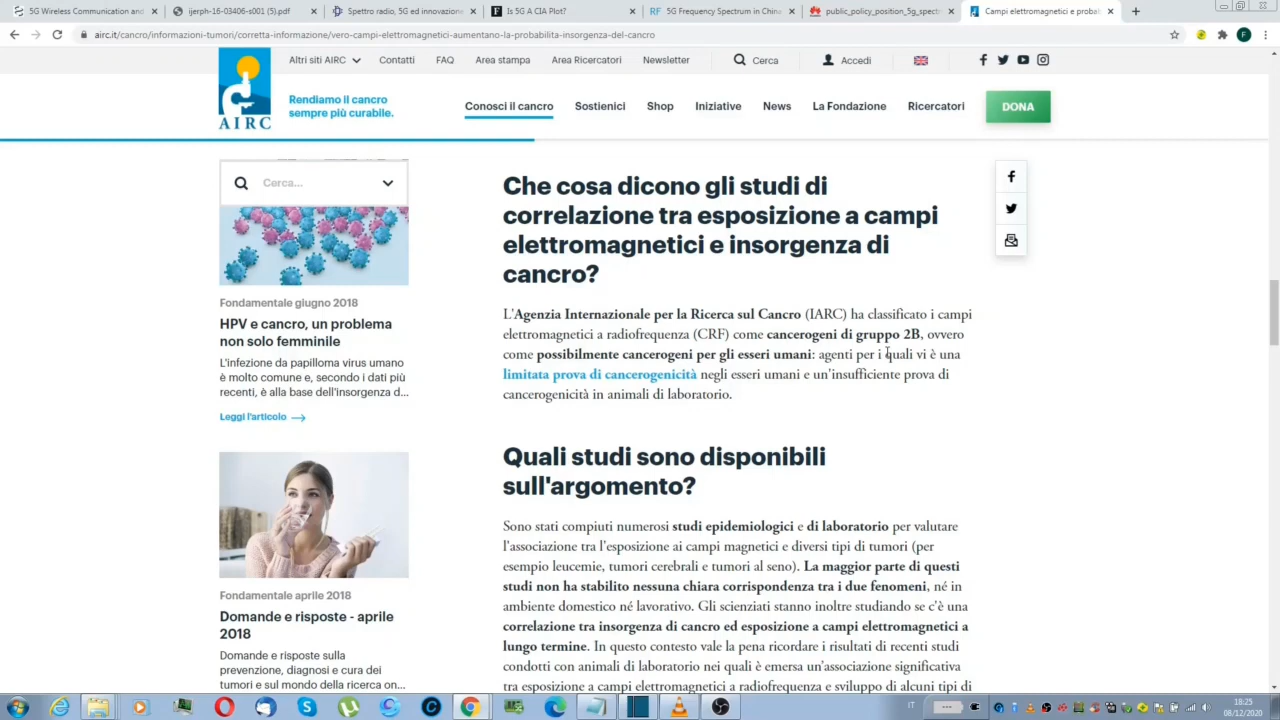 5G Wireless Communication and
ijerph-16-03406-s001 (5).pdf
Spettro radio, 5G ed innovazione
Is 5G A CIA Plot?
5G Frequency Spectrum in China
public_policy_position_5g_spect
Campi elettromagnetici e probab
airc.it/cancro/informazioni-tumori/corretta-informazione/vero-campi-elettromagnetici-aumentano-la-probabilita-insorgenza-del-cancro
Altri siti AIRC
Contatti
FAQ
Area stampa
Area Ricercatori
Newsletter
Cerca
Accedi
AIRC
Rendiamo il cancro
sempre più curabile.
Conosci il cancro
Sostienici
Shop
Iniziative
News
La Fondazione
Ricercatori
DONA
Cerca...
Fondamentale giugno 2018
HPV e cancro, un problema
non solo femminile
L'infezione da papilloma virus umano
è molto comune e, secondo i dati più
recenti, è alla base dell'insorgenza d...
Leggi l'articolo
Fondamentale aprile 2018
Domande e risposte - aprile
2018
Domande e risposte sulla
prevenzione, diagnosi e cura dei
tumori e sul mondo della ricerca on...
Che cosa dicono gli studi di
correlazione tra esposizione a campi
elettromagnetici e insorgenza di
cancro?
L'Agenzia Internazionale per la Ricerca sul Cancro (IARC) ha classificato i campi
elettromagnetici a radiofrequenza (CRF) come cancerogeni di gruppo 2B, ovvero
come possibilmente cancerogeni per gli esseri umani: agenti per i quali vi è una
limitata prova di cancerogenicità negli esseri umani e un'insufficiente prova di
cancerogenicità in animali di laboratorio.
Quali studi sono disponibili
sull'argomento?
Sono stati compiuti numerosi studi epidemiologici e di laboratorio per valutare
l'associazione tra l'esposizione ai campi magnetici e diversi tipi di tumori (per
esempio leucemie, tumori cerebrali e tumori al seno). La maggior parte di questi
studi non ha stabilito nessuna chiara corrispondenza tra i due fenomeni, né in
ambiente domestico né lavorativo. Gli scienziati stanno inoltre studiando se c'è una
correlazione tra insorgenza di cancro ed esposizione a campi elettromagnetici a
lungo termine. In questo contesto vale la pena ricordare i risultati di recenti studi
condotti con animali di laboratorio nei quali è emersa un'associazione significativa
tra esposizione a campi elettromagnetici a radiofrequenza e sviluppo di alcuni tipi di
IT
18:25
08/12/2020